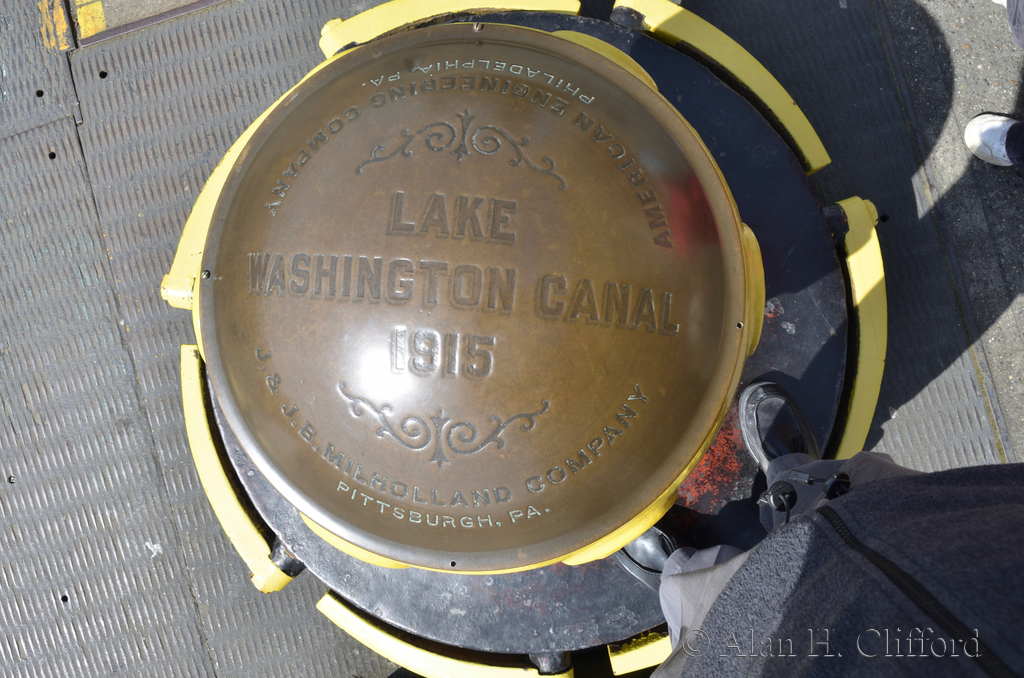 AMERICAN ENGINEERING COMPANY
PHILADELPHIA, PA.
LAKE
WASHINGTON CANAL
1915
J. & J.B. MILHOLLAND COMPANY
PITTSBURGH, PA.
© Alan H. Clifford